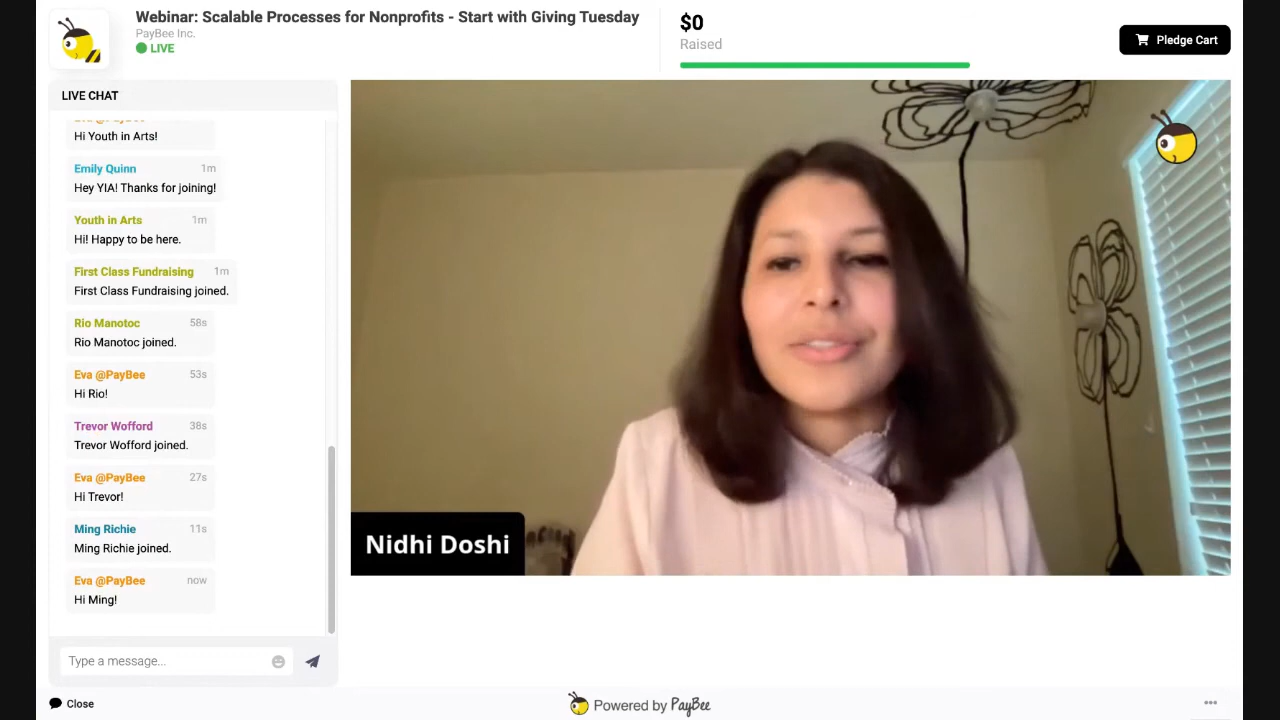 Webinar: Scalable Processes for Nonprofits - Start with Giving Tuesday
PayBee Inc.
LIVE
$0
Raised
Pledge Cart
LIVE CHAT
Eva @PayBee
Hi Youth in Arts!
Emily Quinn 1m
Hey YIA! Thanks for joining!
Youth in Arts 1m
Hi! Happy to be here.
First Class Fundraising 1m
First Class Fundraising joined.
Rio Manotoc 58s
Rio Manotoc joined.
Eva @PayBee 53s
Hi Rio!
Trevor Wofford 38s
Trevor Wofford joined.
Eva @PayBee 27s
Hi Trevor!
Ming Richie 11s
Ming Richie joined.
Eva @PayBee now
Hi Ming!
Type a message...
Close
Nidhi Doshi
Powered by PayBee